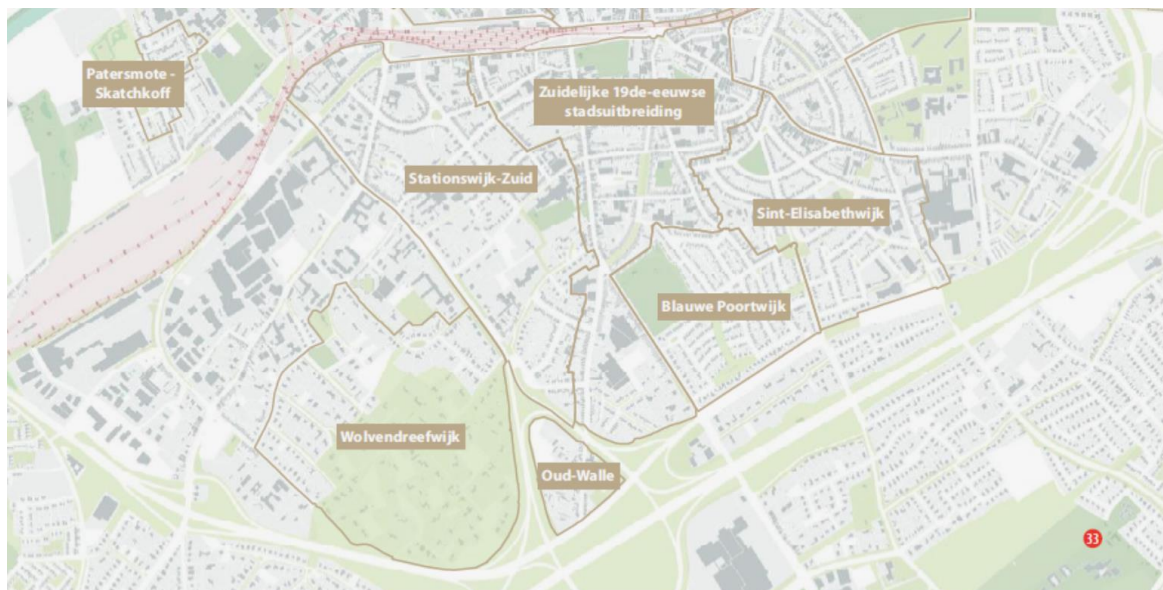 Patersmote -
Skatchkoff
Zuidelijke 19de-eeuwse
stadsuitbreiding
Stationswijk-Zuid
Sint-Elisabethwijk
Blauwe Poortwijk
Wolvendreefwijk
Oud-Walle
33